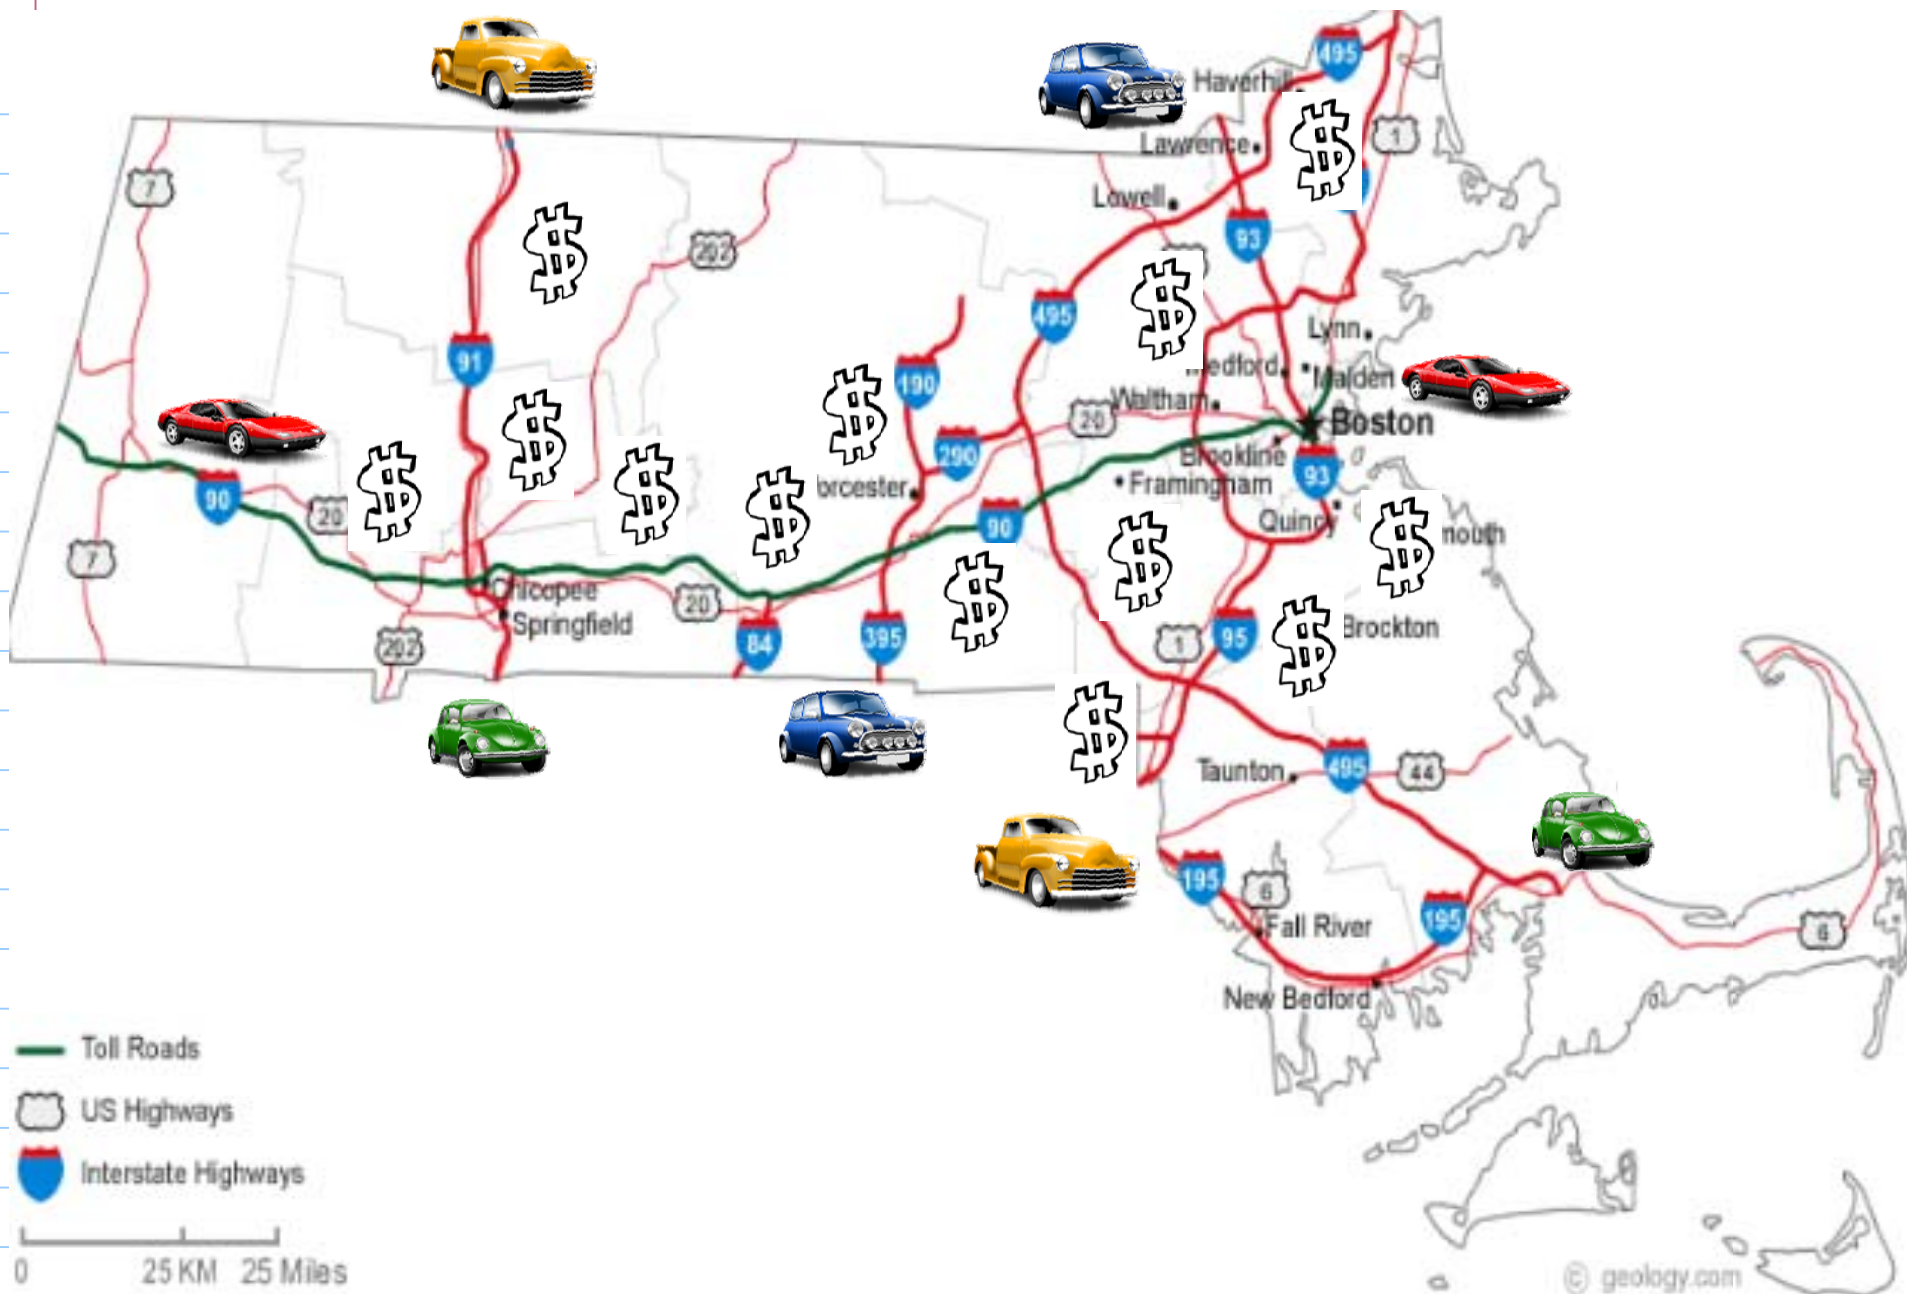 495
Haverhill
1
Lawrence
7
Lowell
93
202
495
Lynn
91
190
Medford
Malden
Waltham
20
Boston
290
Brookline
93
90
20
orcester
Framingham
90
Quincy
mouth
7
Chicopee
20
Springfield
84
395
1
95
Brockton
202
Taunton
495
44
195
6
195
Fall River
6
New Bedford
Toll Roads
US Highways
Interstate Highways
0 25 KM 25 Miles
© geology.com
$
$
$
$
$
$
$
$
$
$
$
$
$
$